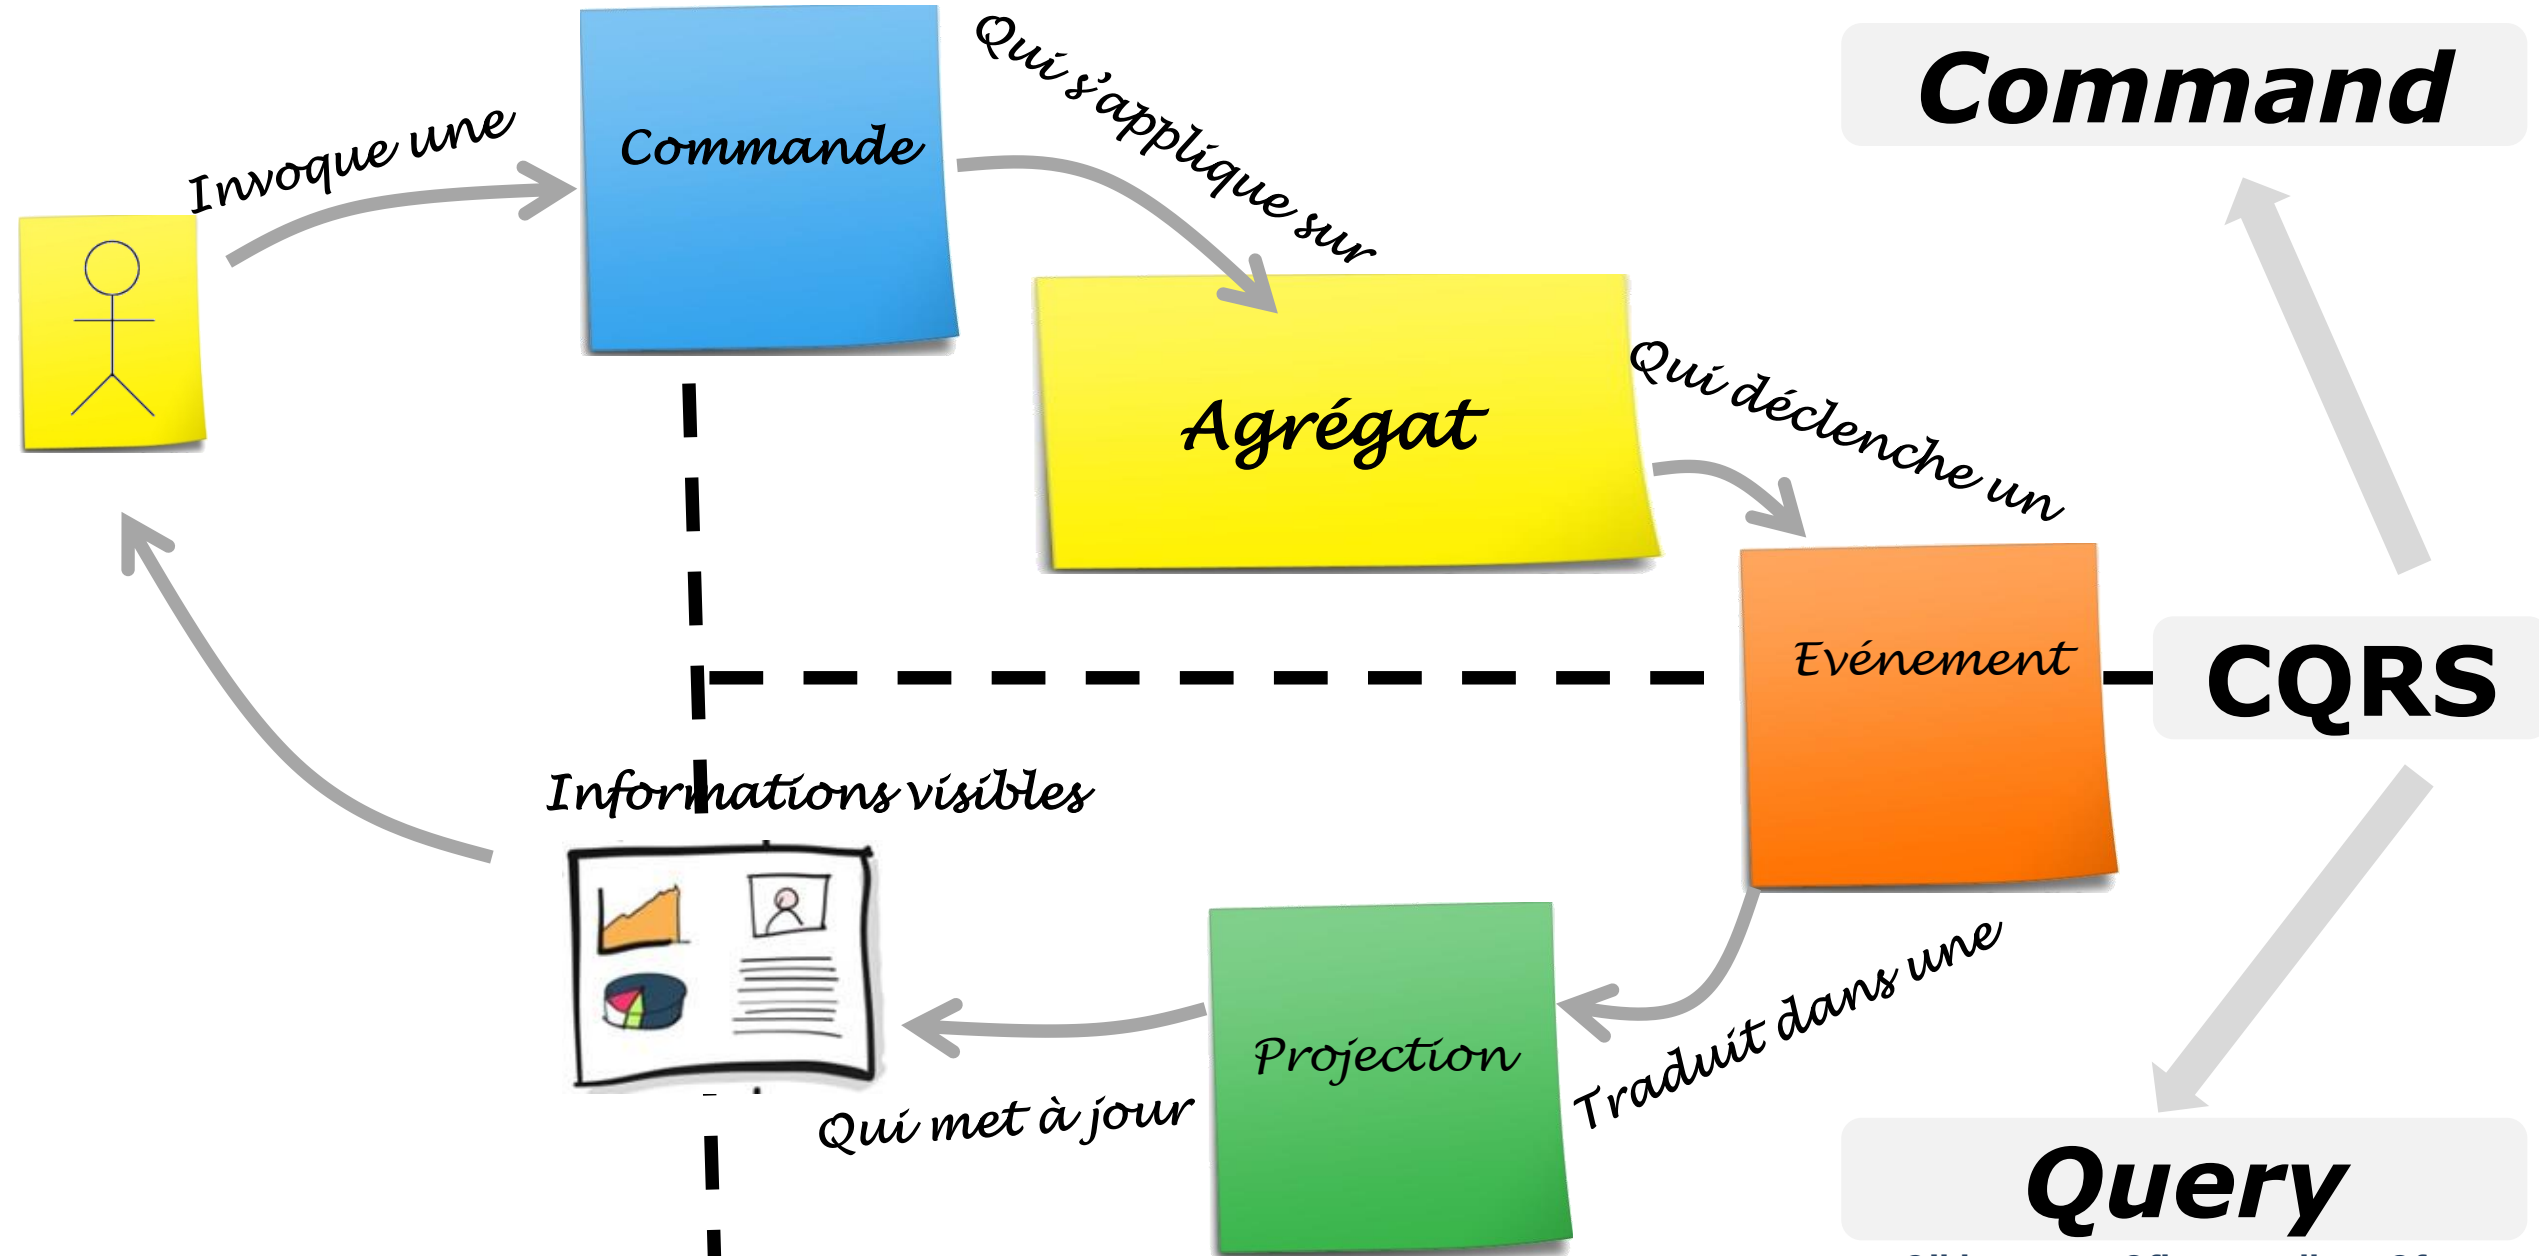 Invoque une
Commande
Qui s'applique sur
Command
Agrégat
Qui déclenche un
Evénement
CQRS
Informations visibles
Traduit dans une
Projection
Qui met à jour
Query